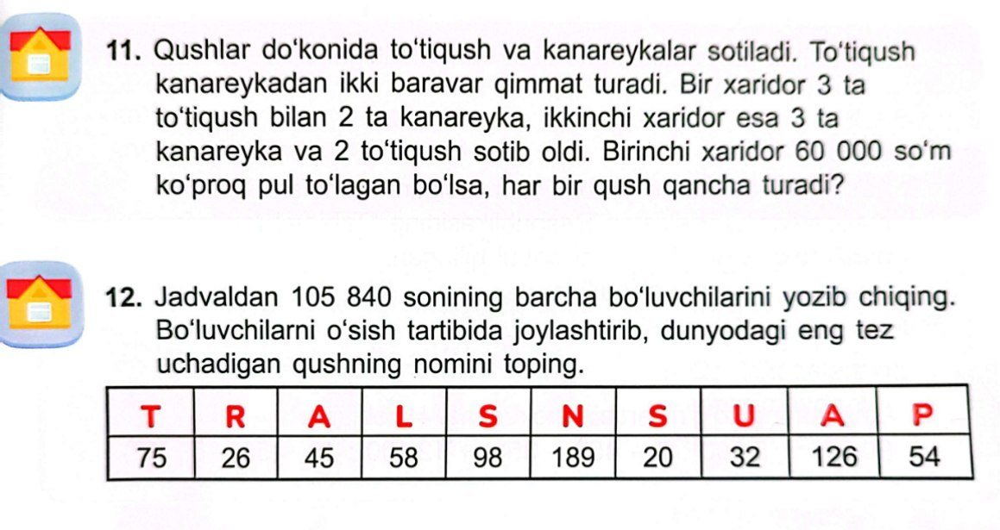 11. Qushlar do‘konida to‘tiqush va kanareykalar sotiladi. To‘tiqush
kanareykadan ikki baravar qimmat turadi. Bir xaridor 3 ta
to‘tiqush bilan 2 ta kanareyka, ikkinchi xaridor esa 3 ta
kanareyka va 2 to‘tiqush sotib oldi. Birinchi xaridor 60 000 so‘m
ko‘proq pul to‘lagan bo‘lsa, har bir qush qancha turadi?
12. Jadvaldan 105 840 sonining barcha bo‘luvchilarini yozib chiqing.
Bo‘luvchilarni o‘sish tartibida joylashtirib, dunyodagi eng tez
uchadigan qushning nomini toping.
T R A L S N S U A P
75 26 45 58 98 189 20 32 126 54